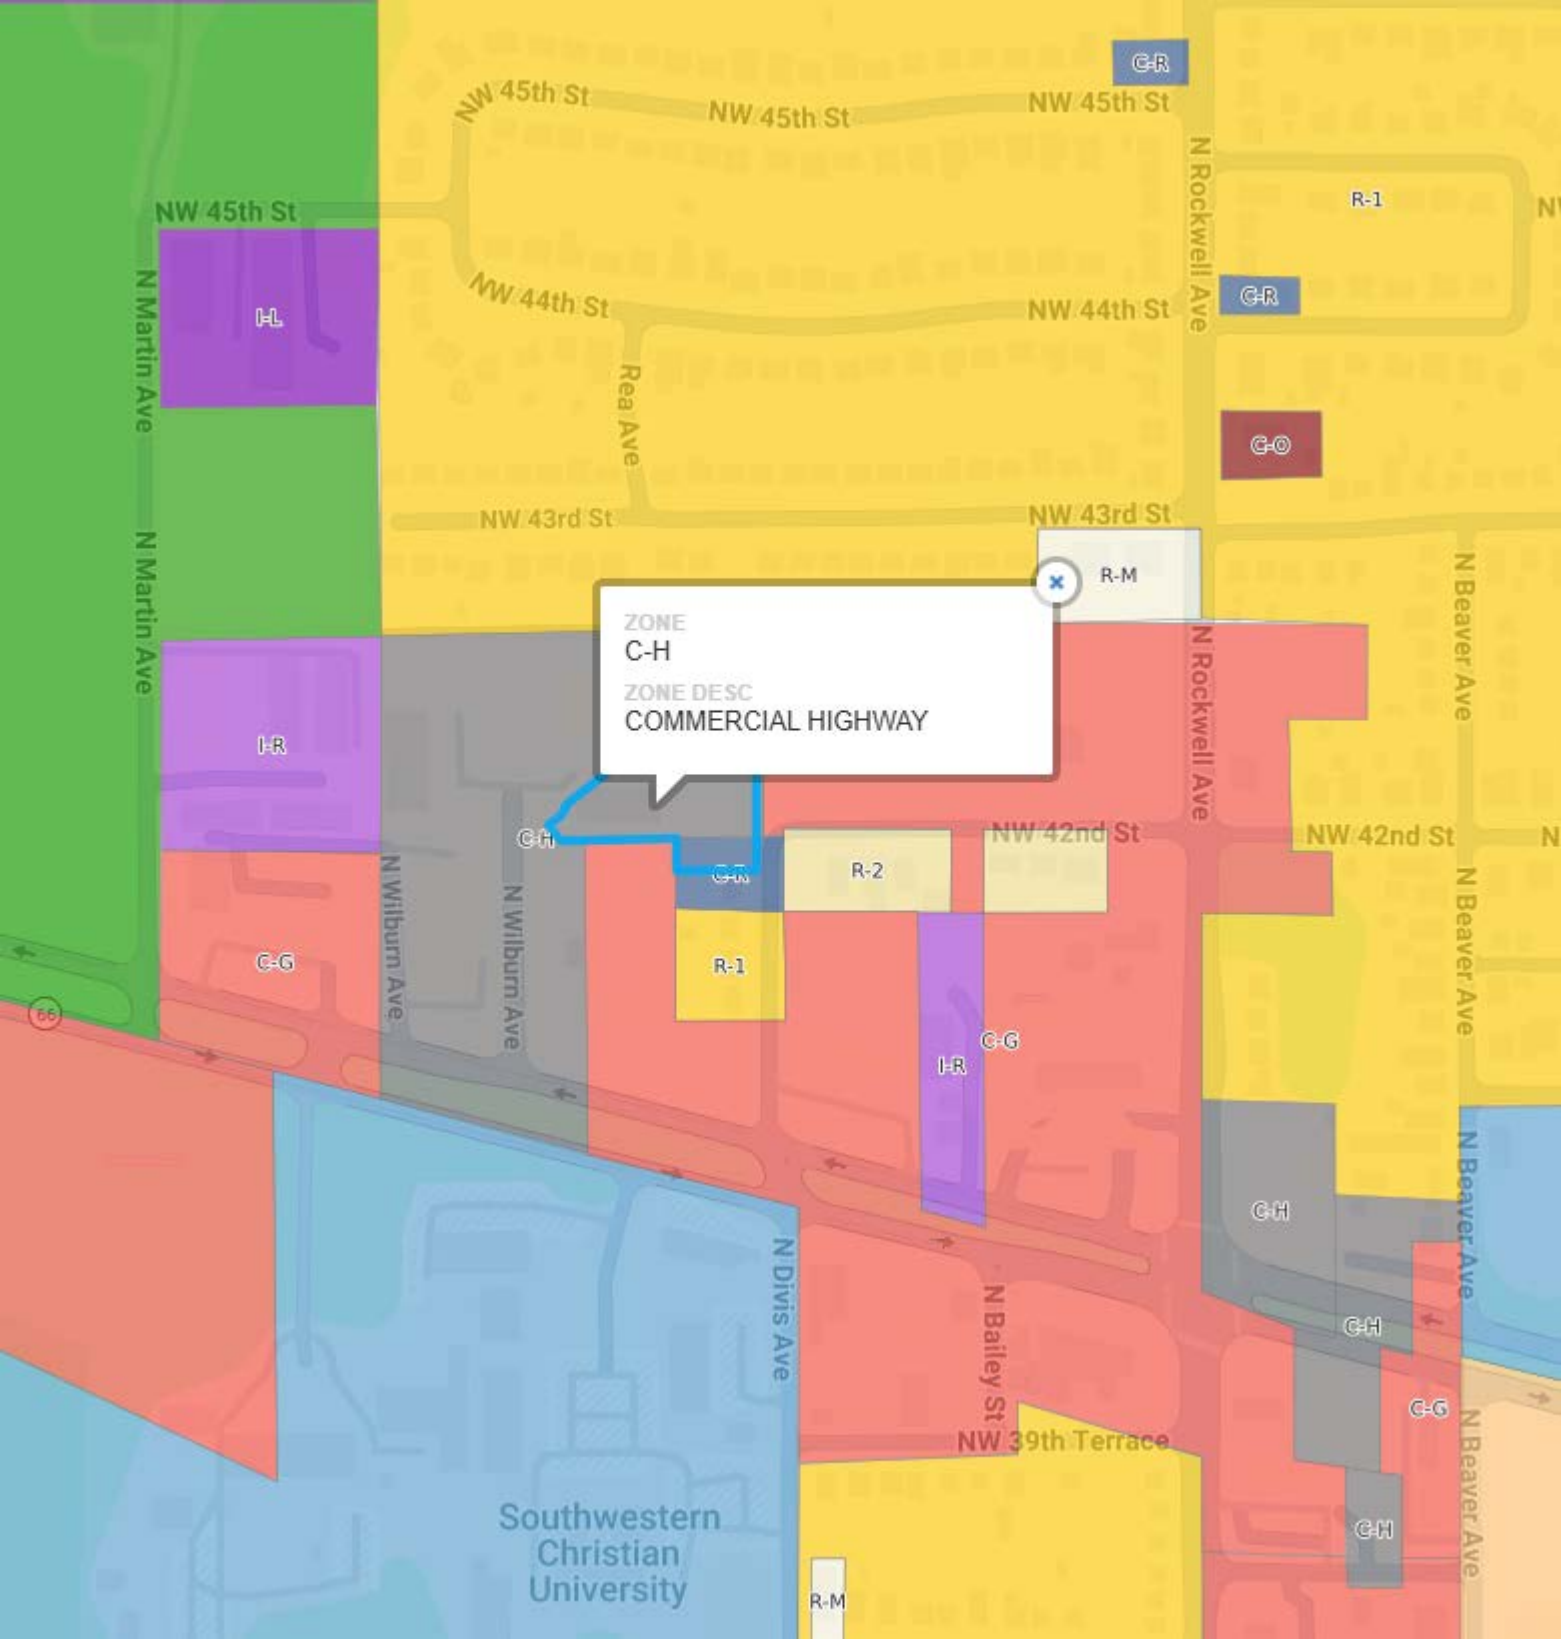 C-R
NW 45th St
NW 45th St
NW 45th St
N Rockwell Ave
R-1
NW 45th St
N Martin Ave
I-L
NW 44th St
NW 44th St
C-R
Rea Ave
C-O
NW 43rd St
NW 43rd St
N Martin Ave
R-M
N Beaver Ave
ZONE
C-H
ZONE DESC
COMMERCIAL HIGHWAY
N Rockwell Ave
I-R
C-H
NW 42nd St
NW 42nd St
R-2
C-R
N Wilburn Ave
N Wilburn Ave
N Beaver Ave
C-G
R-1
66
C-G
I-R
N Beaver Ave
C-H
N Divis Ave
N Bailey St
C-H
C-G
NW 39th Terrace
N Beaver Ave
Southwestern
Christian
University
C-H
R-M